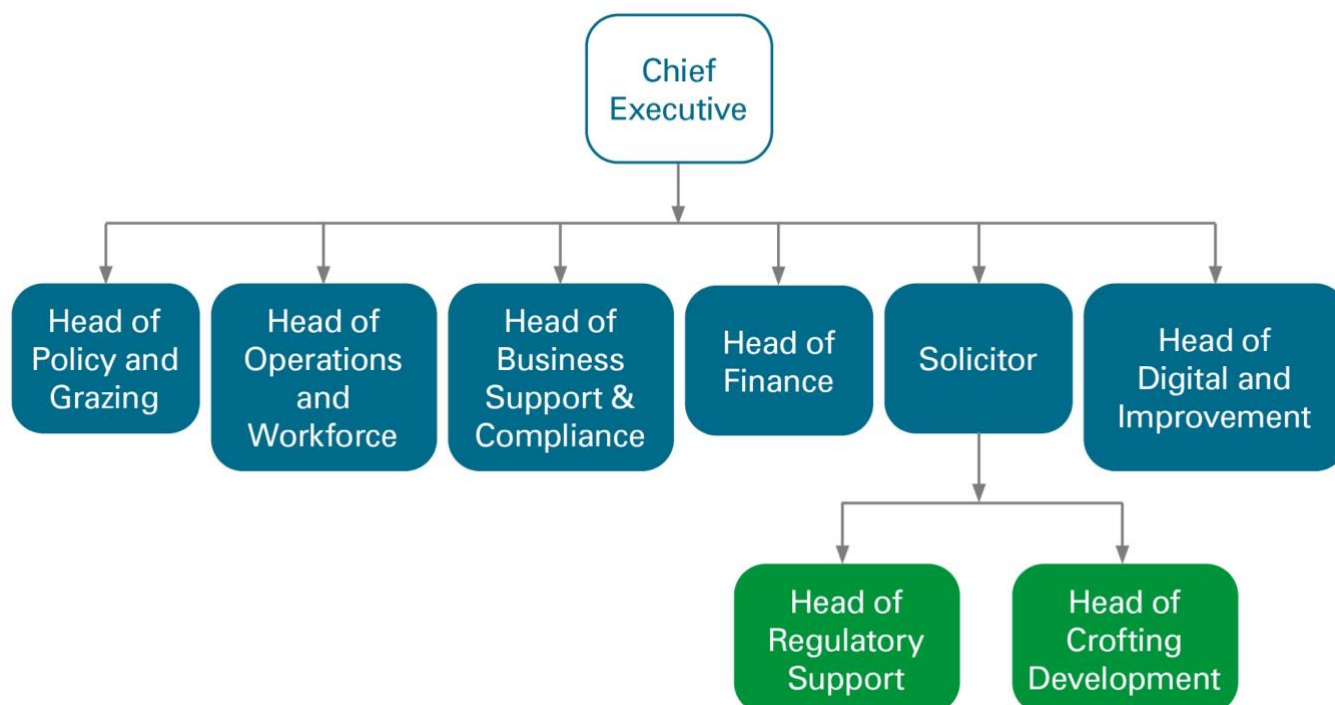 Chief
Executive
Head of
Policy and
Grazing
Head of
Operations
and
Workforce
Head of
Business
Support &
Compliance
Head of
Finance
Solicitor
Head of
Digital and
Improvement
Head of
Regulatory
Support
Head of
Crofting
Development